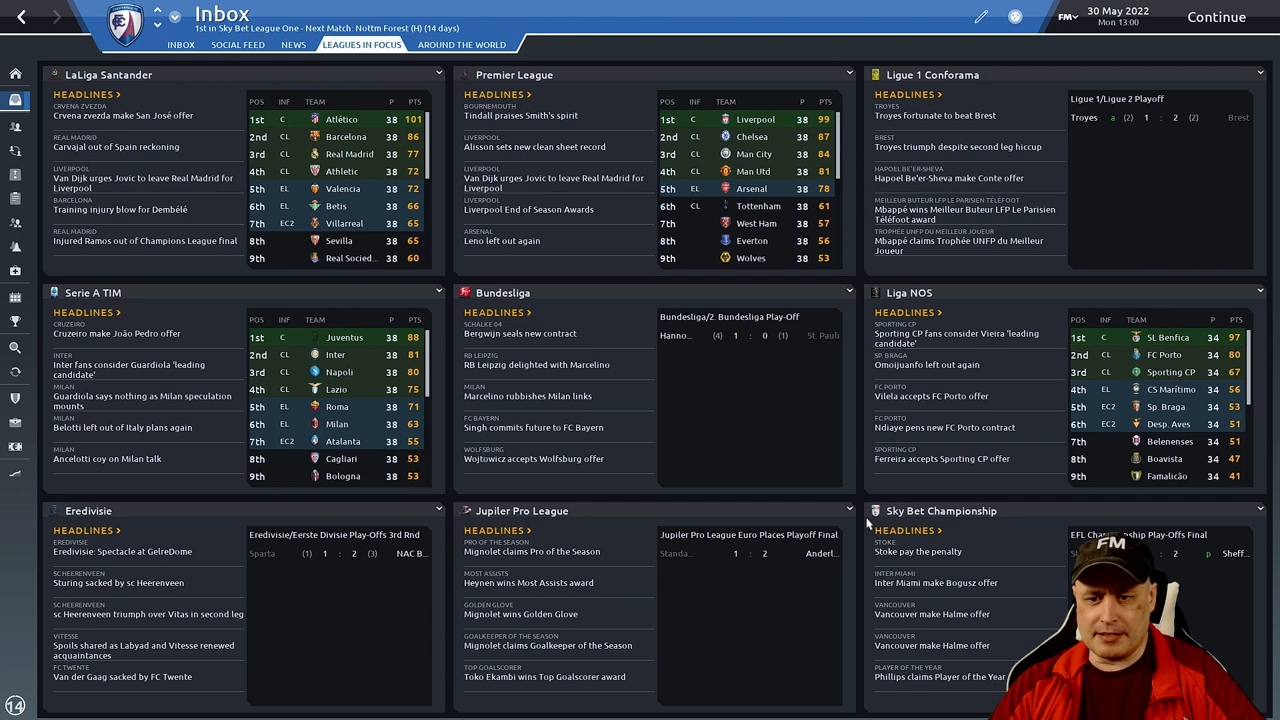 Inbox
1st in Sky Bet League One - Next Match: Nottm Forest (H) (14 days)
FM
30 May 2022
Mon 13:00
Continue
INBOX SOCIAL FEED NEWS LEAGUES IN FOCUS AROUND THE WORLD
LaLiga Santander
HEADLINES >
CRVENA ZVEZDA
Crvena zvezda make San José offer
REAL MADRID
Carvajal out of Spain reckoning
LIVERPOOL
Van Dijk urges Jovic to leave Real Madrid for
Liverpool
BARCELONA
Training injury blow for Dembélé
REAL MADRID
Injured Ramos out of Champions League final
POS INF TEAM P PTS
1st C Atlético 38 101
2nd CL Barcelona 38 86
3rd CL Real Madrid 38 77
4th CL Athletic 38 72
5th EL Valencia 38 72
6th EL Betis 38 66
7th EC2 Villarreal 38 65
8th Sevilla 38 65
9th Real Socied... 38 60
Premier League
HEADLINES >
BOURNEMOUTH
Tindall praises Smith's spirit
LIVERPOOL
Alisson sets new clean sheet record
LIVERPOOL
Van Dijk urges Jovic to leave Real Madrid for
Liverpool
LIVERPOOL
Liverpool End of Season Awards
ARSENAL
Leno left out again
POS INF TEAM P PTS
1st C Liverpool 38 99
2nd CL Chelsea 38 87
3rd CL Man City 38 84
4th CL Man Utd 38 81
5th EL Arsenal 38 78
6th CL Tottenham 38 61
7th West Ham 38 57
8th Everton 38 56
9th Wolves 38 53
Ligue 1 Conforama
HEADLINES >
TROYES
Troyes fortunate to beat Brest
BREST
Troyes triumph despite second leg hiccup
HAPOEL BE'ER-SHEVA
Hapoel Be'er-Sheva make Conte offer
MEILLEUR BUTEUR LFP LE PARISIEN
TÉLÉFOOT
Mbappé wins Meilleur Buteur LFP Le Parisien
Téléfoot award
TROPHÉE UNFP DU MEILLEUR
JOUEUR
Mbappé claims Trophée UNFP du Meilleur
Joueur
Ligue 1/Ligue 2 Playoff
Troyes a (2) 1 : 2 (2) Brest
Serie A TIM
HEADLINES >
CRUZEIRO
Cruzeiro make João Pedro offer
INTER
Inter fans consider Guardiola 'leading
candidate'
MILAN
Guardiola says nothing as Milan speculation
mounts
MILAN
Belotti left out of Italy plans again
MILAN
Ancelotti coy on Milan talk
POS INF TEAM P PTS
1st C Juventus 38 88
2nd CL Inter 38 81
3rd CL Napoli 38 80
4th CL Lazio 38 75
5th EL Roma 38 71
6th EL Milan 38 63
7th EC2 Atalanta 38 55
8th Cagliari 38 53
9th Bologna 38 53
Bundesliga
HEADLINES >
SCHALKE 04
Bergwijn seals new contract
RB LEIPZIG
RB Leipzig delighted with Marcelino
MILAN
Marcelino rubbishes Milan links
FC BAYERN
Singh commits future to FC Bayern
WOLFSBURG
Wojtowicz accepts Wolfsburg offer
Bundesliga/2. Bundesliga Play-Off
Hanno... (4) 1 : 0 (1) St. Pauli
Liga NOS
HEADLINES >
SPORTING CP
Sporting CP fans consider Vieira 'leading
candidate'
SP. BRAGA
Omoijuanfo left out again
FC PORTO
Vilela accepts FC Porto offer
FC PORTO
Ndiaye pens new FC Porto contract
SPORTING CP
Ferreira accepts Sporting CP offer
POS INF TEAM P PTS
1st C SL Benfica 34 97
2nd CL FC Porto 34 80
3rd CL Sporting CP 34 67
4th EL CS Marítimo 34 56
5th EC2 Sp. Braga 34 53
6th EC2 Desp. Aves 34 51
7th Belenenses 34 51
8th Boavista 34 47
9th Famalicão 34 41
Eredivisie
HEADLINES >
EREDIVISIE
Eredivisie: Spectacle at GelreDome
SC HEERENVEEN
Sturing sacked by sc Heerenveen
SC HEERENVEEN
sc Heerenveen triumph over Vitas in second leg
VITESSE
Spoils shared as Labyad and Vitesse renewed
acquaintances
FC TWENTE
Van der Gaag sacked by FC Twente
Eredivisie/Eerste Divisie Play-Offs 3rd Rnd
Sparta (1) 1 : 2 (3) NAC B...
Jupiler Pro League
HEADLINES >
PRO OF THE SEASON
Mignolet claims Pro of the Season
MOST ASSISTS
Heynen wins Most Assists award
GOLDEN GLOVE
Mignolet wins Golden Glove
GOALKEEPER OF THE SEASON
Mignolet claims Goalkeeper of the Season
TOP GOALSCORER
Toko Ekambi wins Top Goalscorer award
Jupiler Pro League Euro Places Playoff Final
Standa... 1 : 2 Anderl...
Sky Bet Championship
HEADLINES >
STOKE
Stoke pay the penalty
INTER MIAMI
Inter Miami make Bogusz offer
VANCOUVER
Vancouver make Halme offer
VANCOUVER
Vancouver make Halme offer
PLAYER OF THE YEAR
Phillips claims Player of the Year
EFL Championship Play-Offs Final
: 2 p Sheff...
FM
14